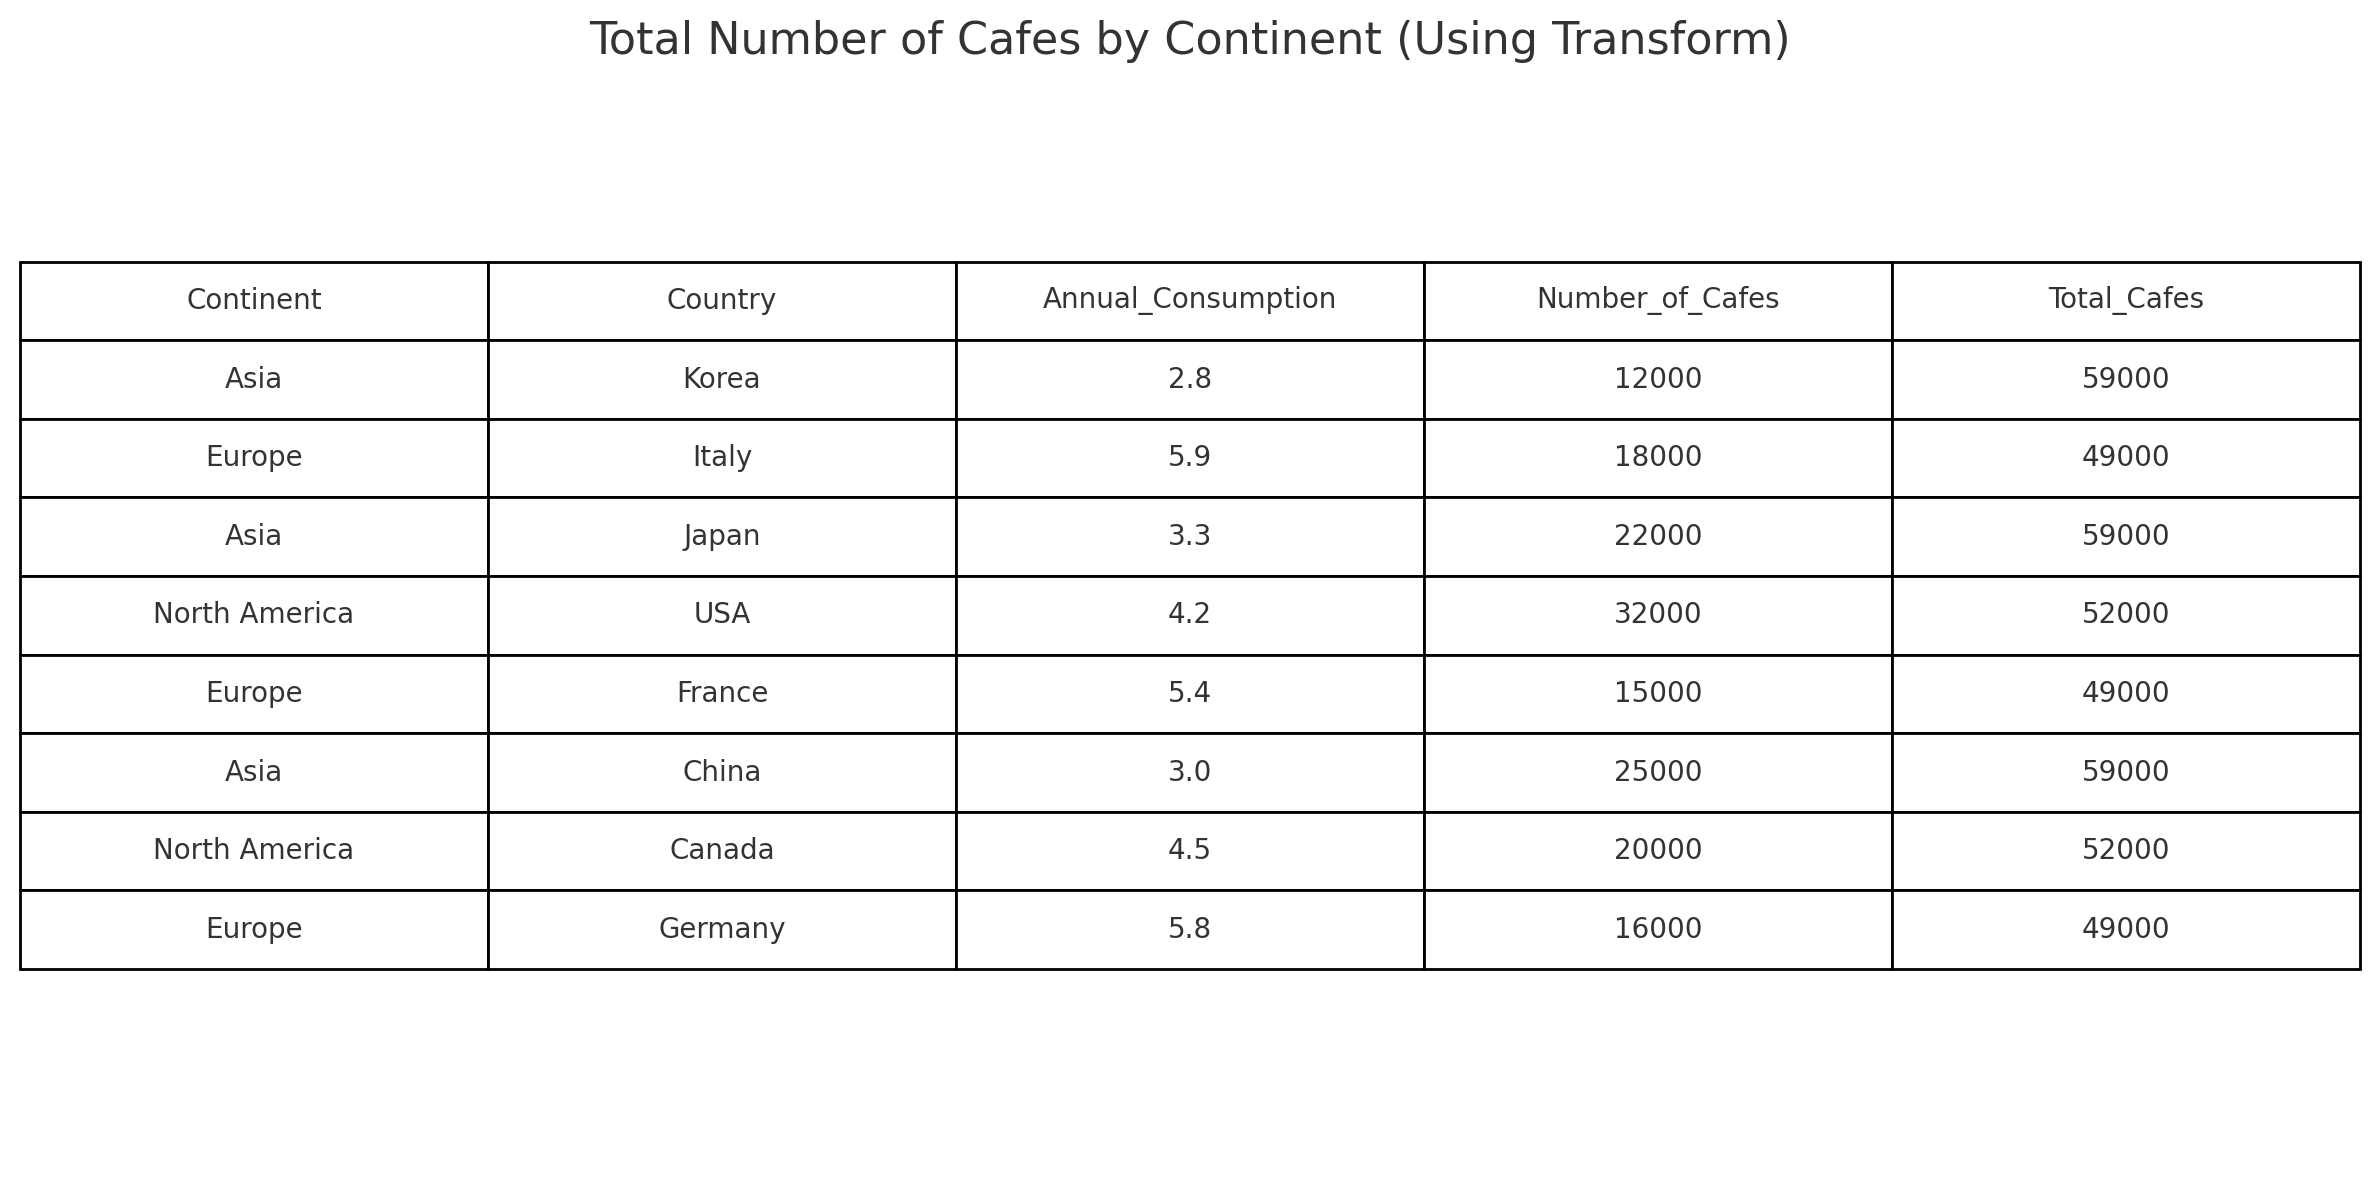 Total Number of Cafes by Continent (Using Transform)
Continent Country Annual_Consumption Number_of_Cafes Total_Cafes
Asia Korea 2.8 12000 59000
Europe Italy 5.9 18000 49000
Asia Japan 3.3 22000 59000
North America USA 4.2 32000 52000
Europe France 5.4 15000 49000
Asia China 3.0 25000 59000
North America Canada 4.5 20000 52000
Europe Germany 5.8 16000 49000